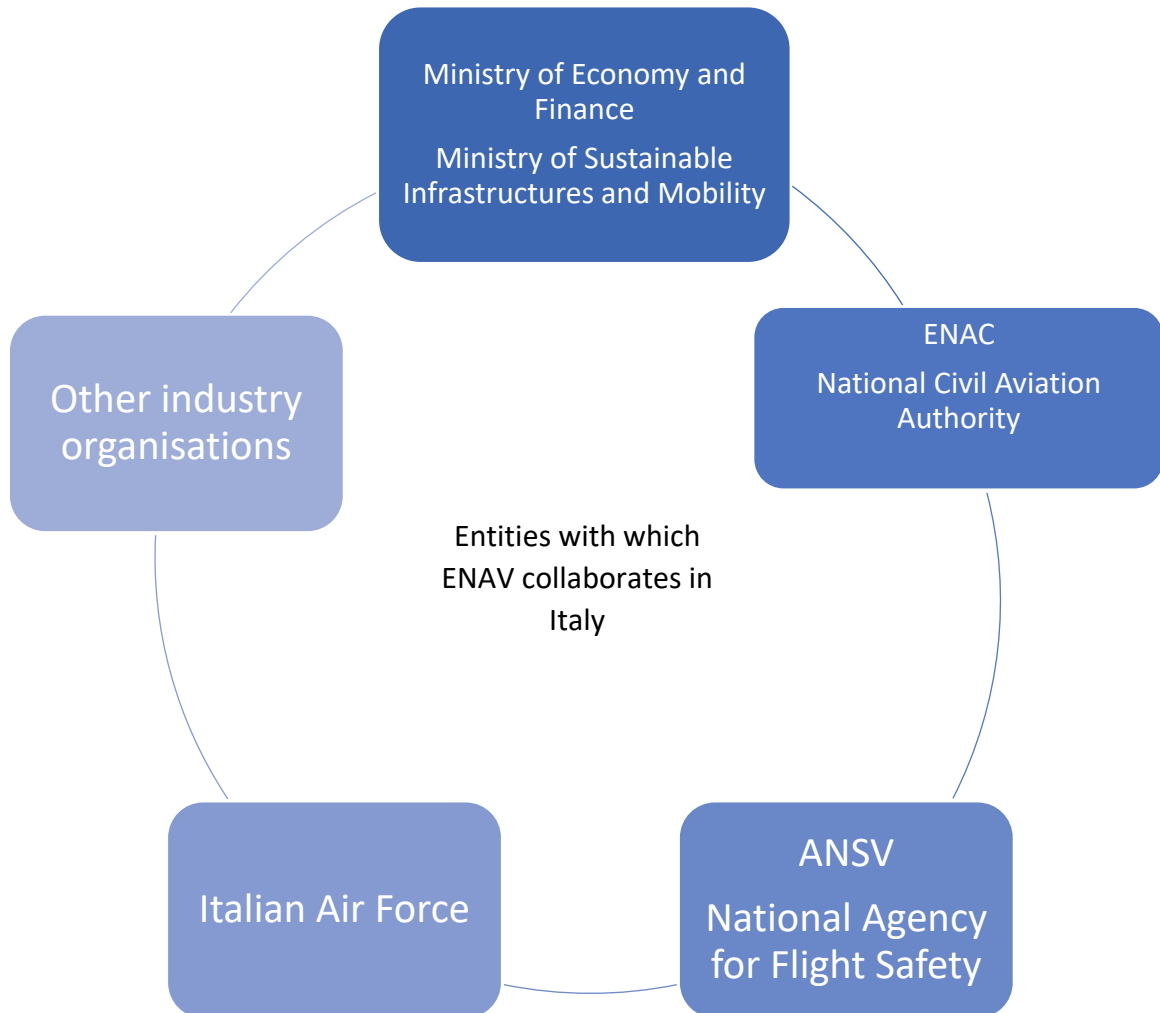 Ministry of Economy and
Finance
Ministry of Sustainable
Infrastructures and Mobility
ENAC
National Civil Aviation
Authority
ANSV
National Agency
for Flight Safety
Italian Air Force
Other industry
organisations
Entities with which
ENAV collaborates in
Italy